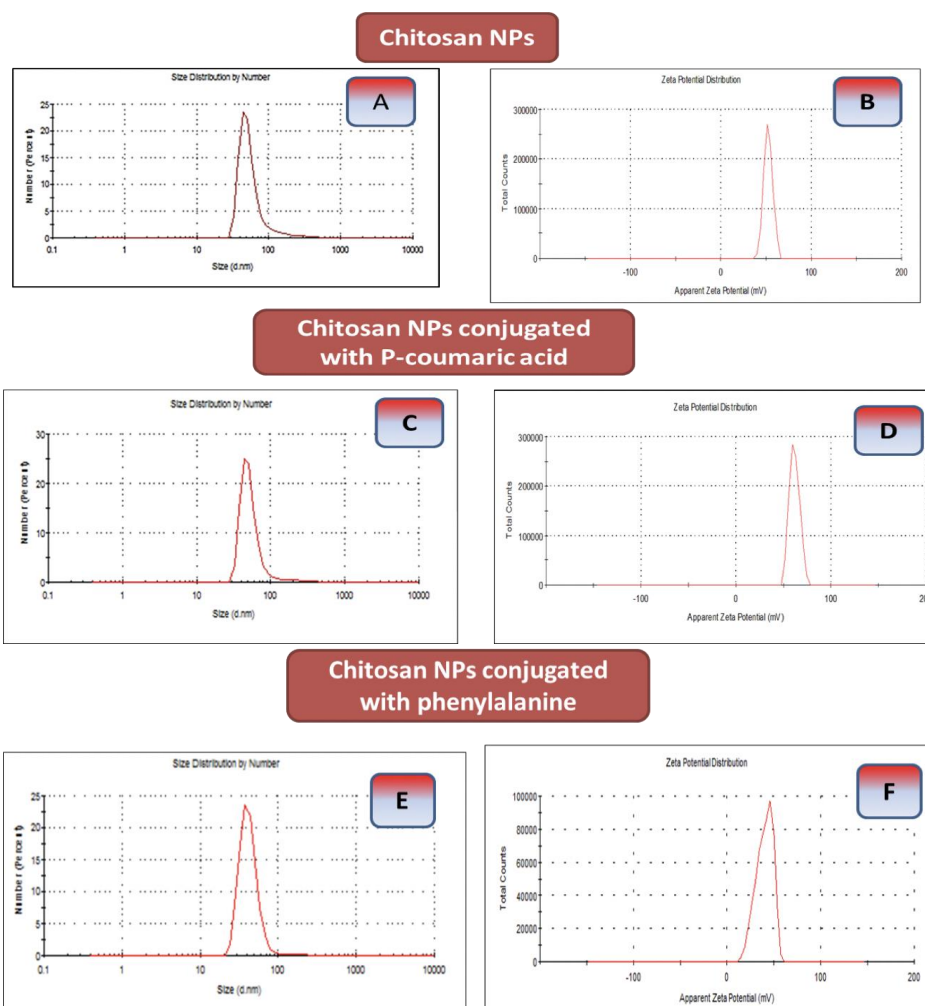 Chitosan NPs
Size Distribution by Number
A
25
20
15
10
5
0
Number (Percent)
0.1 1 10 100 1000 10000
Size (d.nm)
Zeta Potential Distribution
B
300000
200000
100000
0
Total Counts
-100 0 100 200
Apparent Zeta Potential (mV)
Chitosan NPs conjugated
with P-coumaric acid
Size Distribution by Number
C
30
20
10
0
Number (Percent)
0.1 1 10 100 1000 10000
Size (d.nm)
Zeta Potential Distribution
D
300000
200000
100000
0
Total Counts
-100 0 100 200
Apparent Zeta Potential (mV)
Chitosan NPs conjugated
with phenylalanine
Size Distribution by Number
E
25
20
15
10
5
0
Number (Percent)
0.1 1 10 100 1000 10000
Size (d.nm)
Zeta Potential Distribution
F
100000
80000
60000
40000
20000
0
Total Counts
-100 0 100 200
Apparent Zeta Potential (mV)